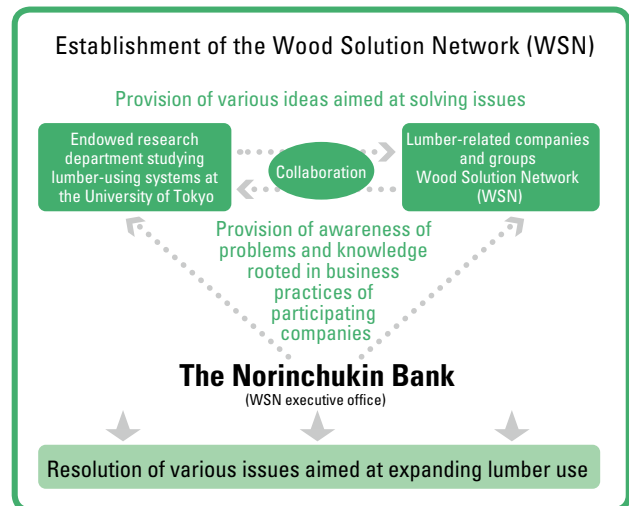 Establishment of the Wood Solution Network (WSN)
Provision of various ideas aimed at solving issues
Endowed research
department studying
lumber-using systems at
the University of Tokyo
Collaboration
Lumber-related companies
and groups
Wood Solution Network
(WSN)
Provision of awareness of
problems and knowledge
rooted in business
practices of
participating
companies
The Norinchukin Bank
(WSN executive office)
Resolution of various issues aimed at expanding lumber use